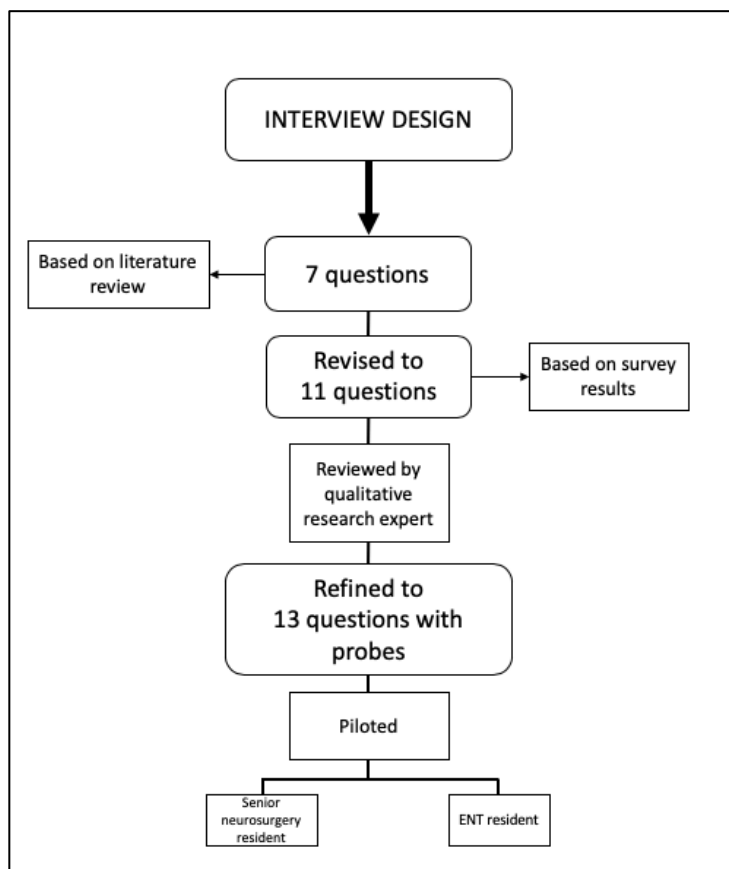 INTERVIEW DESIGN
Based on literature
review
7 questions
Revised to
11 questions
Based on survey
results
Reviewed by
qualitative
research expert
Refined to
13 questions with
probes
Piloted
Senior
neurosurgery
resident
ENT resident